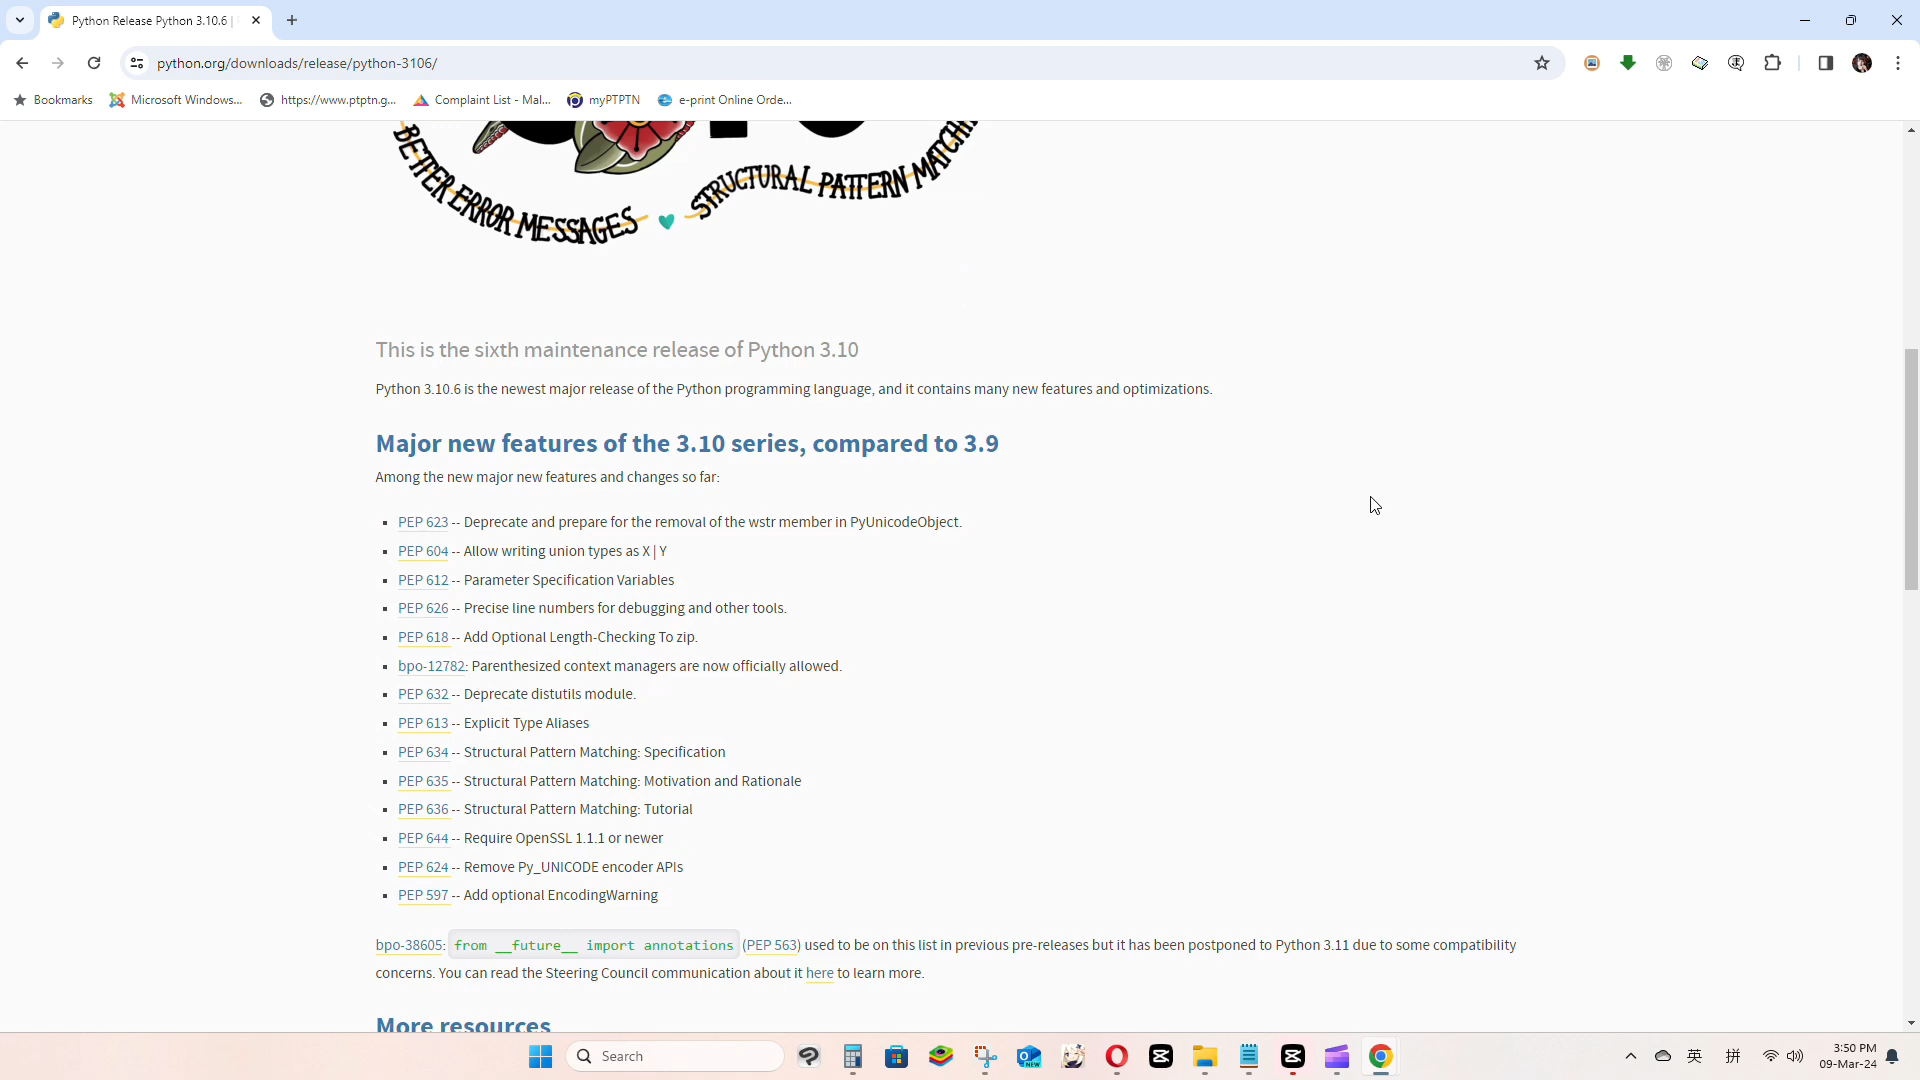 Python Release Python 3.10.6 |
python.org/downloads/release/python-3106/
Bookmarks
Microsoft Windows...
https://www.ptptn.g...
Complaint List - Mal...
myPTPTN
e-print Online Orde...
BETTER ERROR MESSAGES
STRUCTURAL PATTERN MATCHI
This is the sixth maintenance release of Python 3.10
Python 3.10.6 is the newest major release of the Python programming language, and it contains many new features and optimizations.
Major new features of the 3.10 series, compared to 3.9
Among the new major new features and changes so far:
PEP 623 -- Deprecate and prepare for the removal of the wstr member in PyUnicodeObject.
PEP 604 -- Allow writing union types as X | Y
PEP 612 -- Parameter Specification Variables
PEP 626 -- Precise line numbers for debugging and other tools.
PEP 618 -- Add Optional Length-Checking To zip.
bpo-12782: Parenthesized context managers are now officially allowed.
PEP 632 -- Deprecate distutils module.
PEP 613 -- Explicit Type Aliases
PEP 634 -- Structural Pattern Matching: Specification
PEP 635 -- Structural Pattern Matching: Motivation and Rationale
PEP 636 -- Structural Pattern Matching: Tutorial
PEP 644 -- Require OpenSSL 1.1.1 or newer
PEP 624 -- Remove Py_UNICODE encoder APIs
PEP 597 -- Add optional EncodingWarning
bpo-38605: from __future__ import annotations (PEP 563) used to be on this list in previous pre-releases but it has been postponed to Python 3.11 due to some compatibility
concerns. You can read the Steering Council communication about it here to learn more.
More resources
Search
英
拼
3:50 PM
09-Mar-24